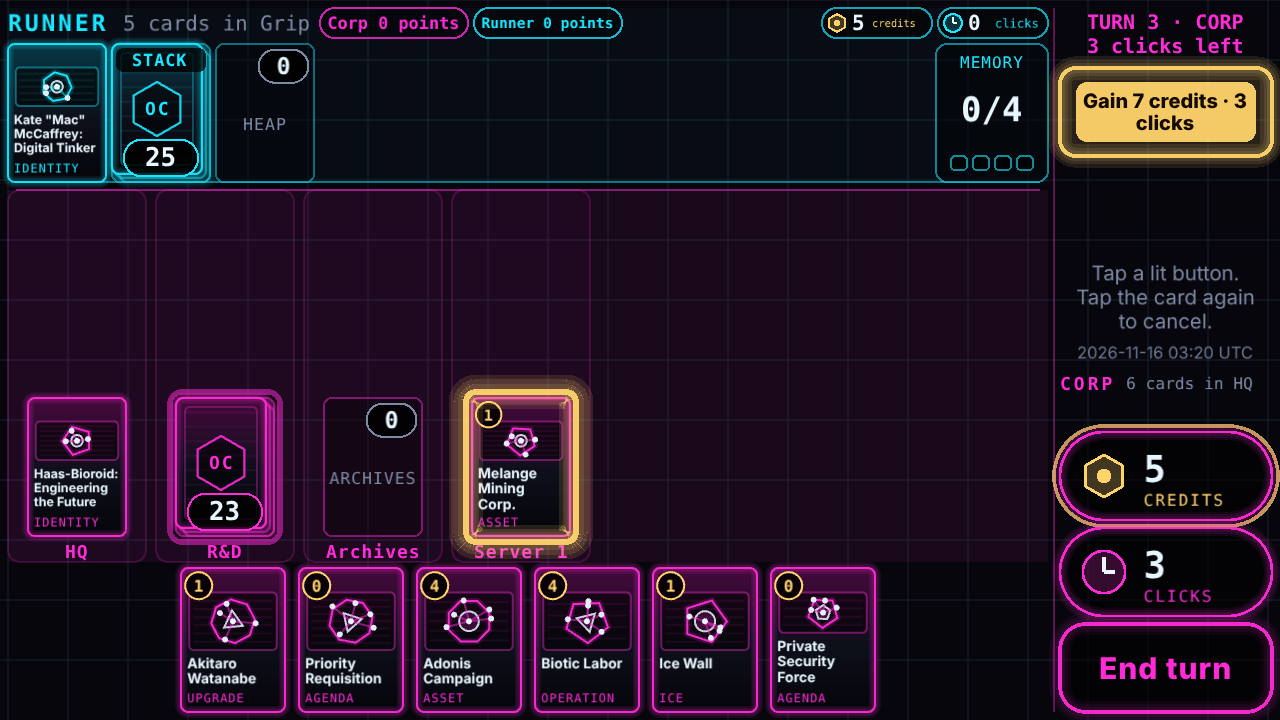 RUNNER 5 cards in Grip Corp 0 points Runner 0 points 5 credits 0 clicks
Kate "Mac"
McCaffrey:
Digital Tinker
IDENTITY
STACK
OC
25
0
HEAP
MEMORY
0/4
TURN 3 · CORP
3 clicks left
Gain 7 credits · 3
clicks
Tap a lit button.
Tap the card again
to cancel.
2026-11-16 03:20 UTC
CORP 6 cards in HQ
5
CREDITS
3
CLICKS
End turn
Haas-Bioroid:
Engineering
the Future
IDENTITY
HQ
OC
23
R&D
0
ARCHIVES
Archives
1
Melange
Mining
Corp.
ASSET
Server 1
1
Akitaro
Watanabe
UPGRADE
0
Priority
Requisition
AGENDA
4
Adonis
Campaign
ASSET
4
Biotic Labor
OPERATION
1
Ice Wall
ICE
0
Private
Security
Force
AGENDA